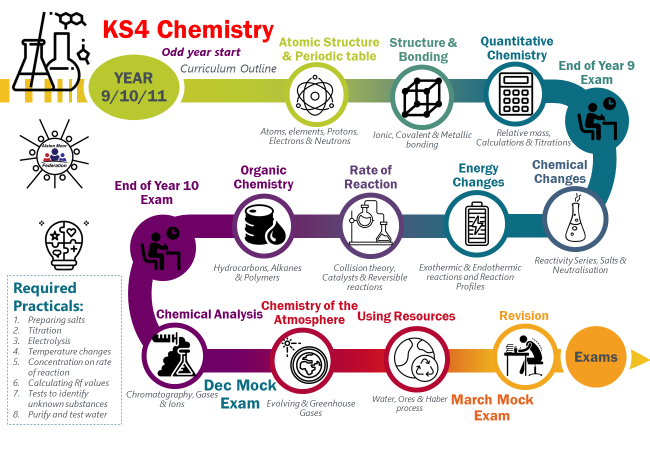 KS4 Chemistry
Odd year start
Curriculum Outline
YEAR
9/10/11
Atomic Structure
& Periodic table
Atoms, elements, Protons,
Electrons & Neutrons
Structure &
Bonding
Ionic, Covalent & Metallic
bonding
Quantitative
Chemistry
Relative mass,
Calculations & Titrations
End of Year 9
Exam
Alston Moor
Federation
Chemical
Changes
Reactivity Series, Salts &
Neutralisation
Energy
Changes
Exothermic & Endothermic
reactions and Reaction
Profiles
Rate of
Reaction
Collision theory,
Catalysts & Reversible
reactions
Organic
Chemistry
Hydrocarbons, Alkanes
& Polymers
End of Year 10
Exam
Chemical Analysis
Chromatography, Gases
& Ions
Dec Mock
Exam
Chemistry of the
Atmosphere
Evolving & Greenhouse
Gases
Using Resources
Water, Ores & Haber
process
March Mock
Exam
Revision
Exams
Required
Practicals:
1. Preparing salts
2. Titration
3. Electrolysis
4. Temperature changes
5. Concentration on rate
of reaction
6. Calculating Rf values
7. Tests to identify
unknown substances
8. Purify and test water